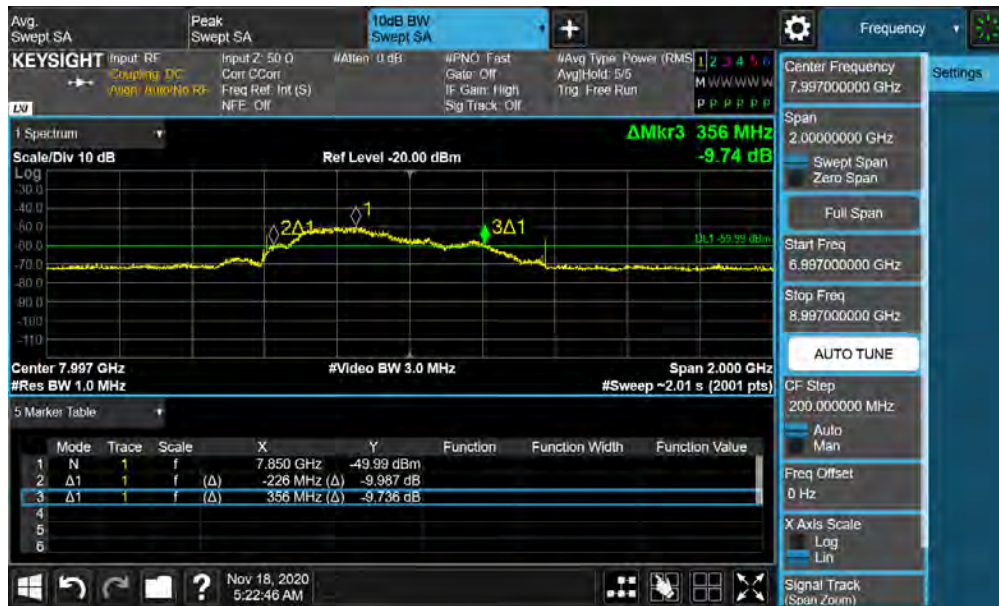 Avg.
Swept SA
Peak
Swept SA
10dB BW
Swept SA
Frequency
KEYSIGHT
LXI
Input: RF
Coupling: DC
Align: Auto/No RF
Input Z: 50 Ω
Corr CCorr
Freq Ref: Int (S)
NFE: Off
#Atten: 0 dB
#PNO: Fast
Gate: Off
IF Gain: High
Sig Track: Off
#Avg Type: Power (RMS
Avg|Hold: 5/5
Trig: Free Run
1 2 3 4 5 6
M W W W W W
P P P P P P
Settings
1 Spectrum
Scale/Div 10 dB
Ref Level -20.00 dBm
ΔMkr3 356 MHz
-9.74 dB
Log
-30.0
-40.0
-50.0
-60.0
-70.0
-80.0
-90.0
-100
-110
1
2Δ1
3Δ1
DL1 -59.99 dBm
Center 7.997 GHz
#Video BW 3.0 MHz
Span 2.000 GHz
#Res BW 1.0 MHz
#Sweep ~2.01 s (2001 pts)
5 Marker Table
Mode Trace Scale X Y Function Function Width Function Value
1 N 1 f 7.850 GHz -49.99 dBm
2 Δ1 1 f (Δ) -226 MHz (Δ) -9.987 dB
3 Δ1 1 f (Δ) 356 MHz (Δ) -9.736 dB
4
5
6
Center Frequency
7.997000000 GHz
Span
2.00000000 GHz
Swept Span
Zero Span
Full Span
Start Freq
6.997000000 GHz
Stop Freq
8.997000000 GHz
AUTO TUNE
CF Step
200.000000 MHz
Auto
Man
Freq Offset
0 Hz
X Axis Scale
Log
Lin
Signal Track
(Span Zoom)
?
Nov 18, 2020
5:22:46 AM